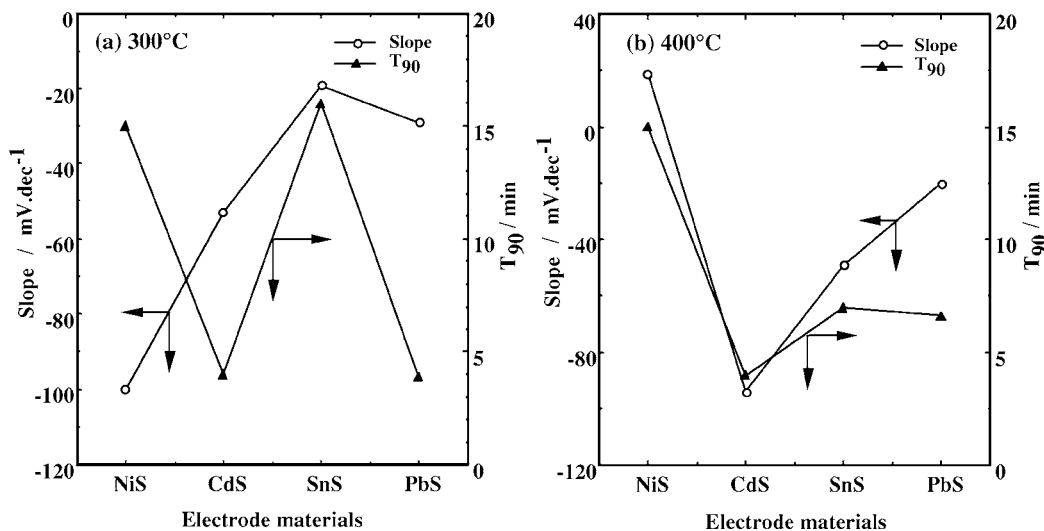 (a) 300°C
Slope
T90
0
-20
-40
-60
-80
-100
-120
Slope / mV.dec-1
20
15
10
5
0
T90 / min
NiS CdS SnS PbS
Electrode materials
(b) 400°C
Slope
T90
40
0
-40
-80
-120
Slope / mV.dec-1
20
15
10
5
0
T90 / min
NiS CdS SnS PbS
Electrode materials